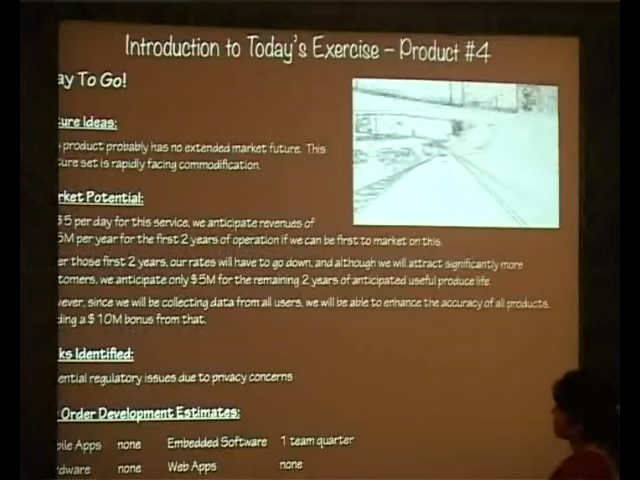 Introduction to Today's Exercise – Product #4
ay To Go!
ure Ideas:
product probably has no extended market future. This
ure set is rapidly facing commodification.
rket Potential:
$5 per day for this service, we anticipate revenues of
5M per year for the first 2 years of operation if we can be first to market on this.
er those first 2 years, our rates will have to go down, and although we will attract significantly more
tomers, we anticipate only $5M for the remaining 2 years of anticipated useful produce life.
vever, since we will be collecting data from all users, we will be able to enhance the accuracy of all products,
ding a $10M bonus from that.
ks Identified:
ential regulatory issues due to privacy concerns
Order Development Estimates:
bile Apps none Embedded Software 1 team quarter
dware none Web Apps none